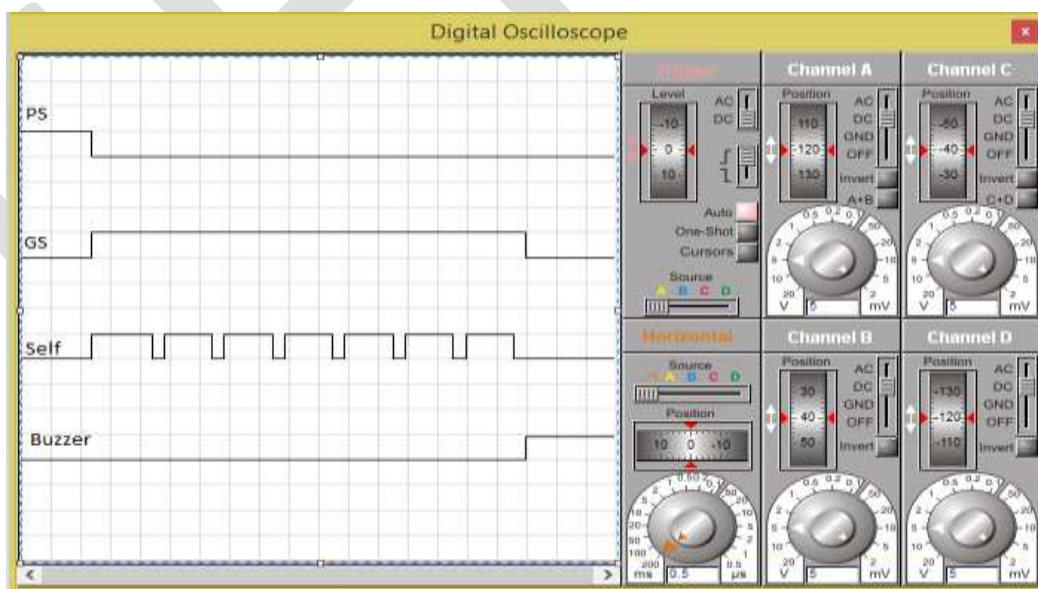 Digital Oscilloscope
PS
GS
Self
Buzzer
Trigger
Level
-10
0
10
AC
DC
Auto
One-Shot
Cursors
Source
A B C D
Channel A
Position
110
120
130
AC
DC
GND
OFF
Invert
A+B
V 5 mV
Channel C
Position
-50
-40
-30
AC
DC
GND
OFF
Invert
C+D
V 5 mV
Horizontal
Source
A B C D
Position
10 0 -10
ms 0.5 µs
Channel B
Position
30
40
50
AC
DC
GND
OFF
Invert
V 5 mV
Channel D
Position
-130
-120
-110
AC
DC
GND
OFF
Invert
V 5 mV